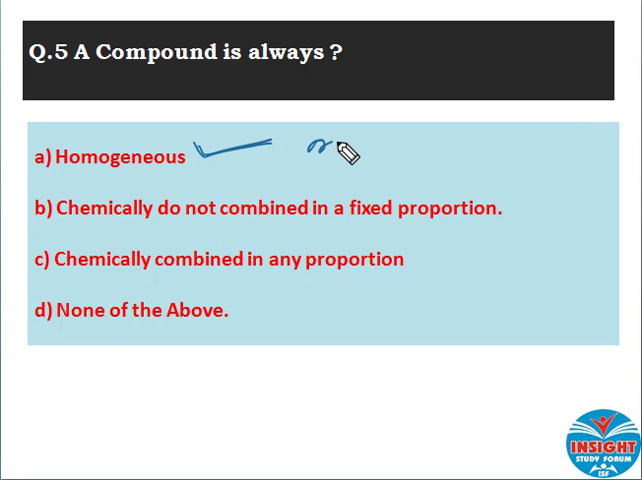 Q.5 A Compound is always ?
a) Homogeneous
b) Chemically do not combined in a fixed proportion.
c) Chemically combined in any proportion
d) None of the Above.
INSIGHT
STUDY FORUM
ISF